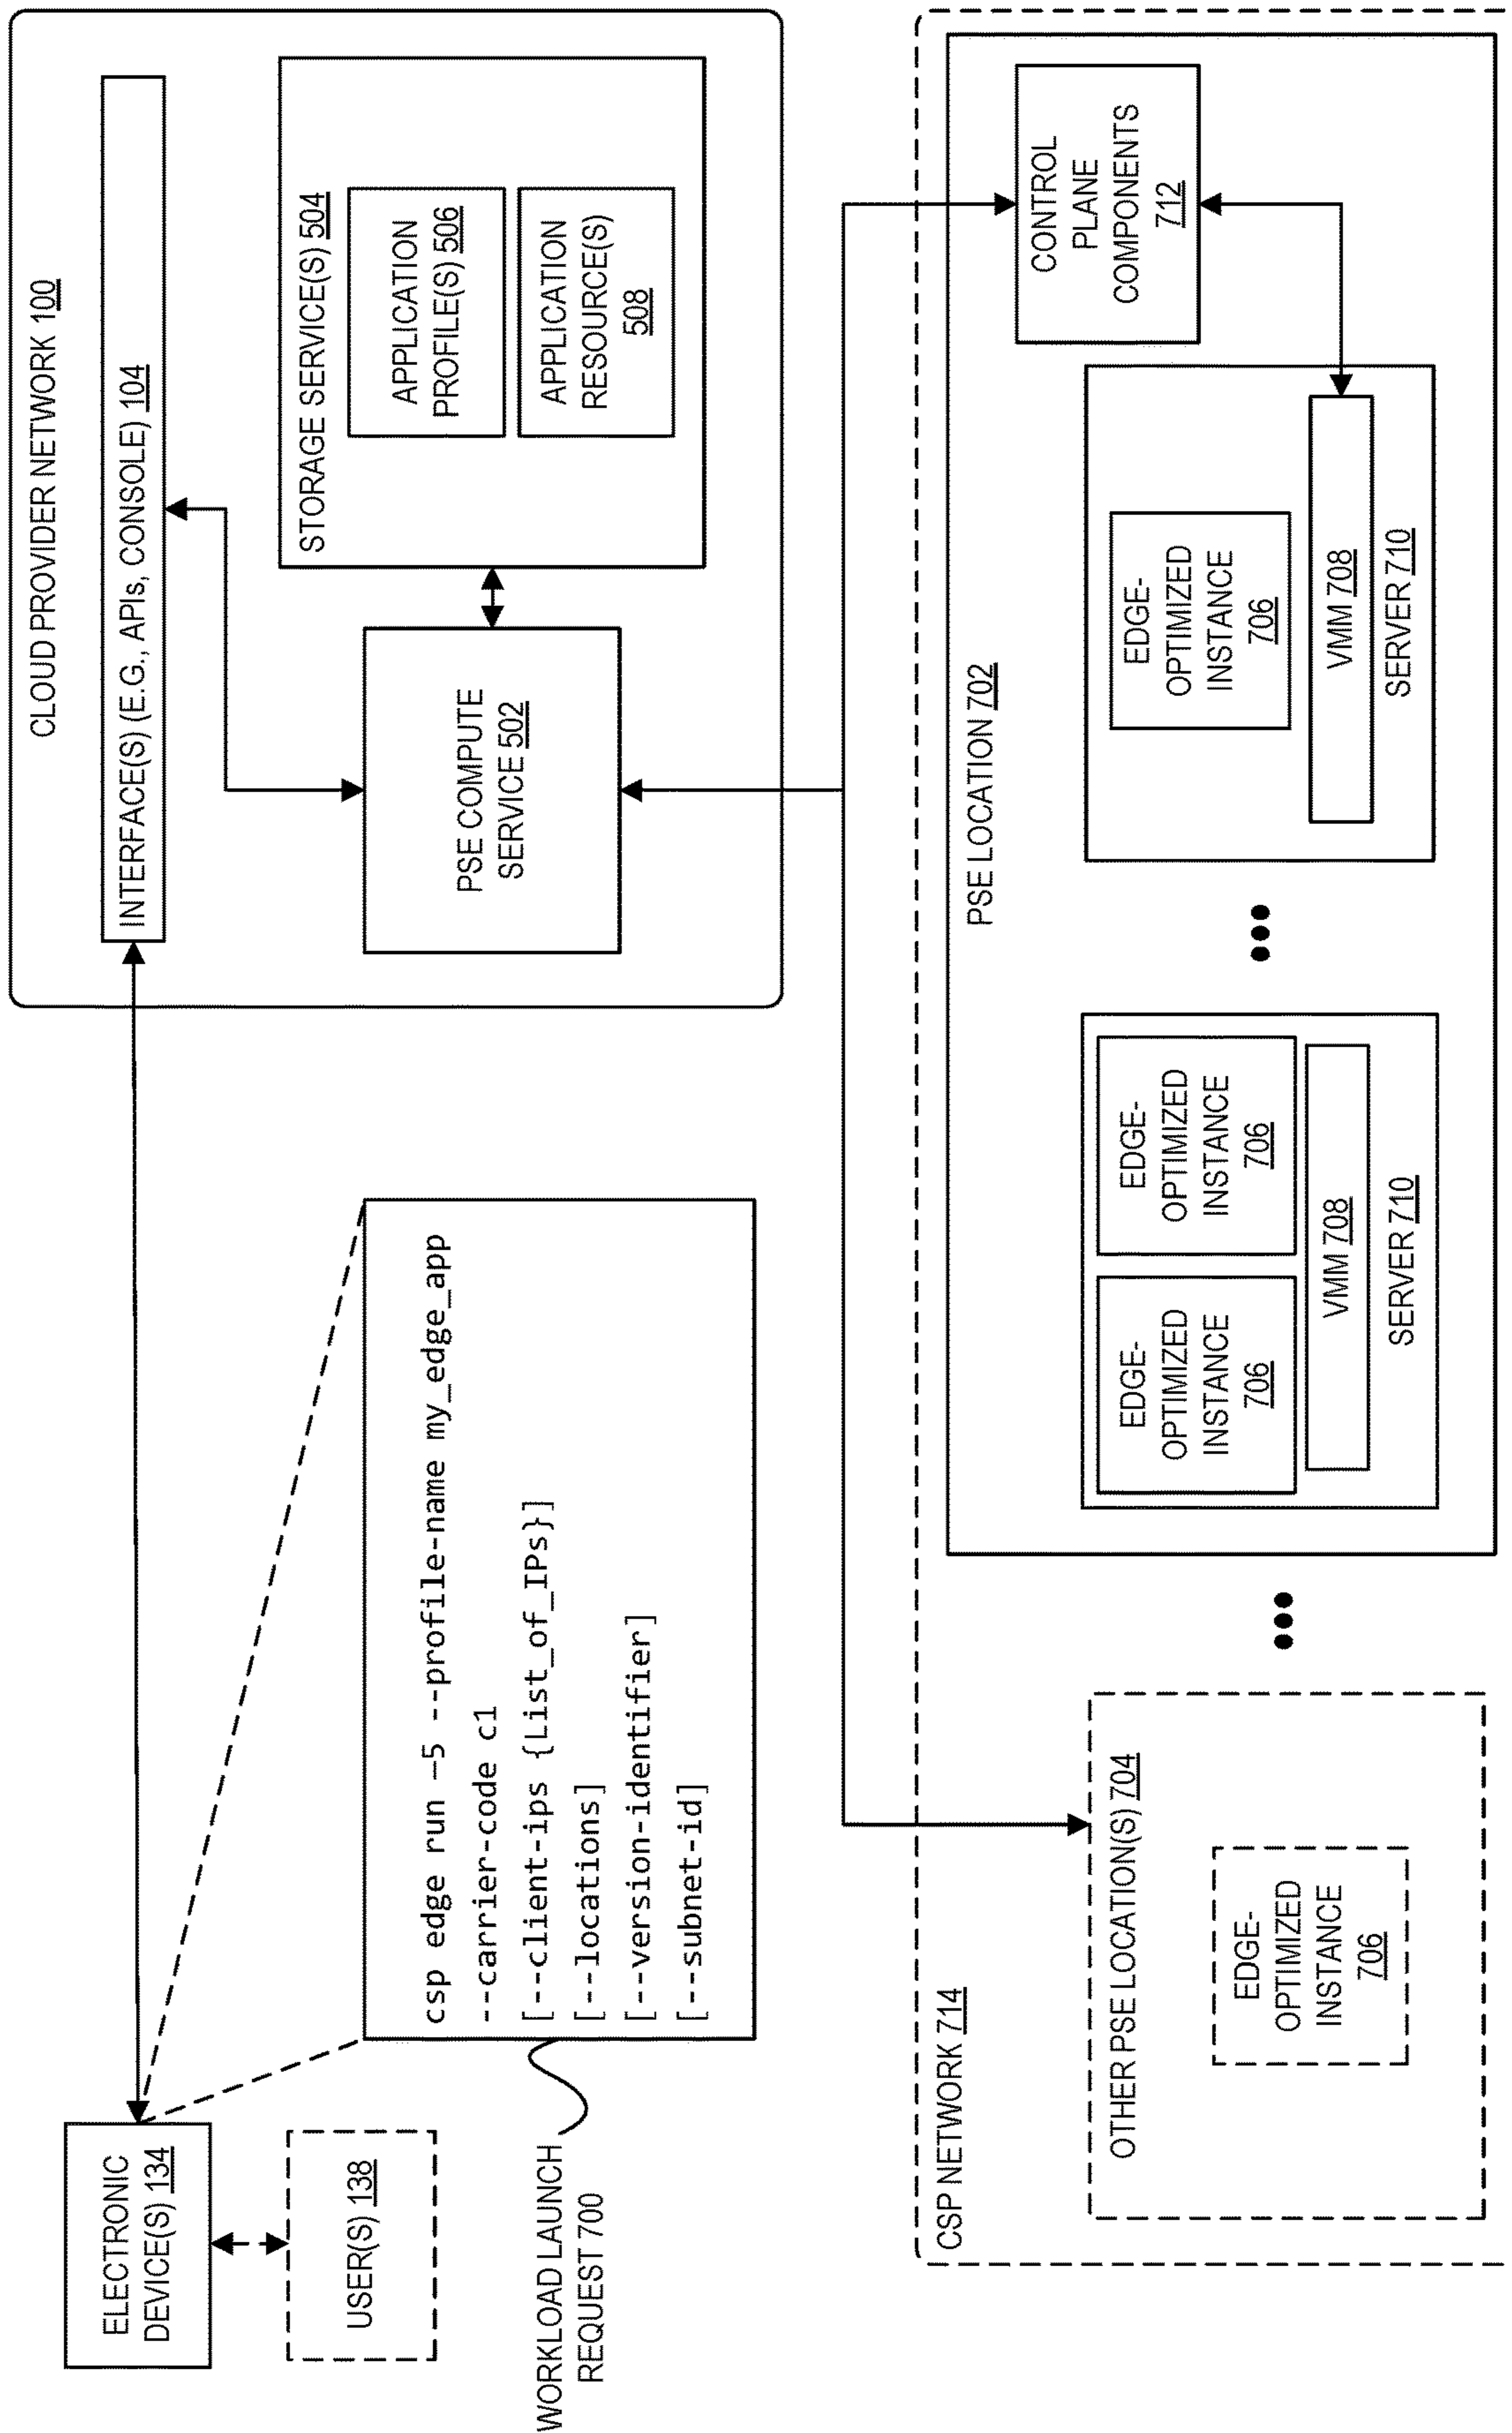 CLOUD PROVIDER NETWORK 100
INTERFACE(S) (E.G., APIs, CONSOLE) 104
STORAGE SERVICE(S) 504
APPLICATION
PROFILE(S) 506
APPLICATION
RESOURCE(S)
508
PSE COMPUTE
SERVICE 502
ELECTRONIC
DEVICE(S) 134
USER(S) 138
WORKLOAD LAUNCH
REQUEST 700
csp edge run –5 --profile-name my_edge_app
--carrier-code c1
[--client-ips {List_of_IPs}]
[--locations]
[--version-identifier]
[--subnet-id]
CSP NETWORK 714
OTHER PSE LOCATION(S) 704
EDGE-
OPTIMIZED
INSTANCE
706
PSE LOCATION 702
EDGE-
OPTIMIZED
INSTANCE
706
EDGE-
OPTIMIZED
INSTANCE
706
VMM 708
SERVER 710
EDGE-
OPTIMIZED
INSTANCE
706
VMM 708
SERVER 710
CONTROL
PLANE
COMPONENTS
712